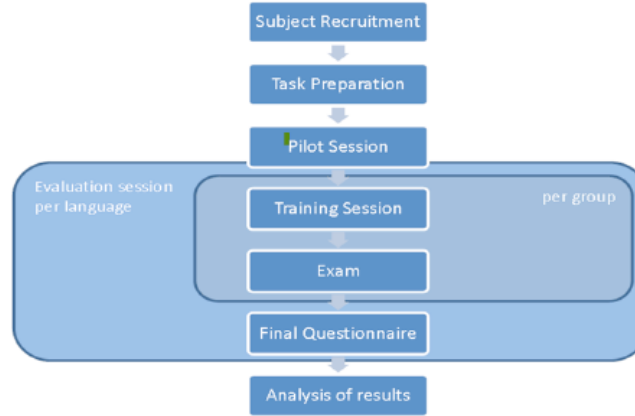 Subject Recruitment
Task Preparation
Pilot Session
Evaluation session
per language
per group
Training Session
Exam
Final Questionnaire
Analysis of results